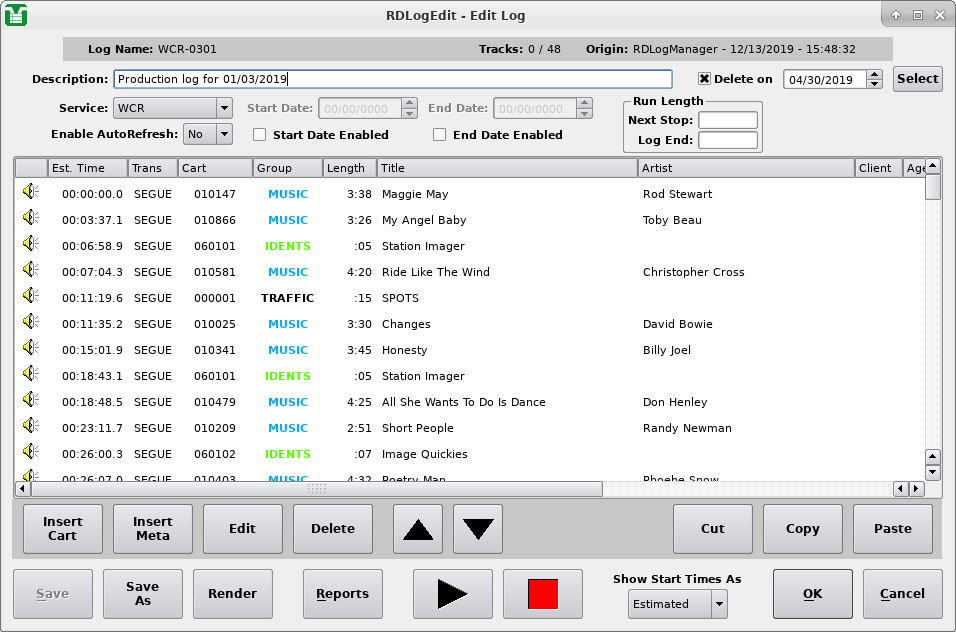 RDLogEdit - Edit Log
Log Name: WCR-0301 Tracks: 0 / 48 Origin: RDLogManager - 12/13/2019 - 15:48:32
Description: Production log for 01/03/2019 Delete on 04/30/2019 Select
Service: WCR Start Date: 00/00/0000 End Date: 00/00/0000 Run Length
Next Stop:
Enable AutoRefresh: No Start Date Enabled End Date Enabled Log End:
Est. Time Trans Cart Group Length Title Artist Client Age
00:00:00.0 SEGUE 010147 MUSIC 3:38 Maggie May Rod Stewart
00:03:37.1 SEGUE 010866 MUSIC 3:26 My Angel Baby Toby Beau
00:06:58.9 SEGUE 060101 IDENTS :05 Station Imager
00:07:04.3 SEGUE 010581 MUSIC 4:20 Ride Like The Wind Christopher Cross
00:11:19.6 SEGUE 000001 TRAFFIC :15 SPOTS
00:11:35.2 SEGUE 010025 MUSIC 3:30 Changes David Bowie
00:15:01.9 SEGUE 010341 MUSIC 3:45 Honesty Billy Joel
00:18:43.1 SEGUE 060101 IDENTS :05 Station Imager
00:18:48.5 SEGUE 010479 MUSIC 4:25 All She Wants To Do Is Dance Don Henley
00:23:11.7 SEGUE 010209 MUSIC 2:51 Short People Randy Newman
00:26:00.3 SEGUE 060102 IDENTS :07 Image Quickies
00:26:07.0 SEGUE 010403 MUSIC 4:32 Poetry Man Phoebe Snow
Insert Cart
Insert Meta
Edit
Delete
Cut
Copy
Paste
Save
Save As
Render
Reports
Show Start Times As
Estimated
OK
Cancel